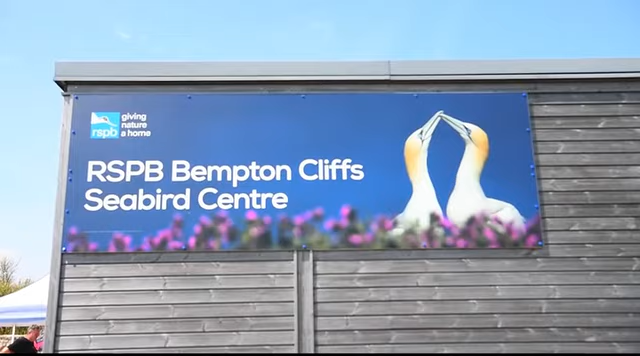 rspb
giving
nature
a home
RSPB Bempton Cliffs
Seabird Centre